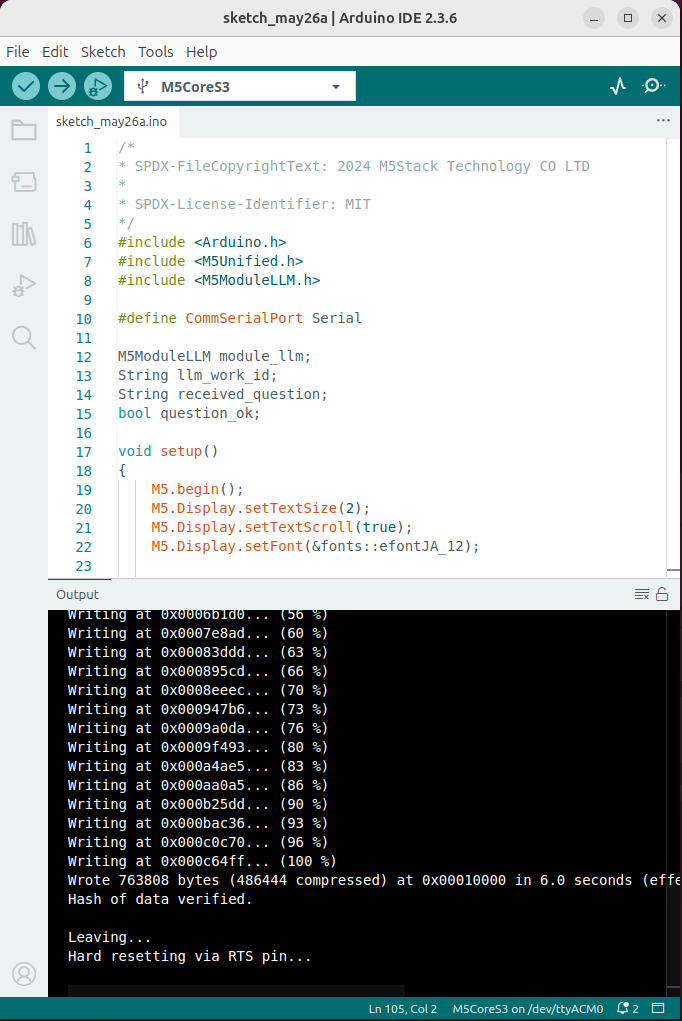 sketch_may26a | Arduino IDE 2.3.6
File Edit Sketch Tools Help
M5CoreS3
sketch_may26a.ino
1 /*
2 * SPDX-FileCopyrightText: 2024 M5Stack Technology CO LTD
3 *
4 * SPDX-License-Identifier: MIT
5 */
6 #include <Arduino.h>
7 #include <M5Unified.h>
8 #include <M5ModuleLLM.h>
9
10 #define CommSerialPort Serial
11
12 M5ModuleLLM module_llm;
13 String llm_work_id;
14 String received_question;
15 bool question_ok;
16
17 void setup()
18 {
19 M5.begin();
20 M5.Display.setTextSize(2);
21 M5.Display.setTextScroll(true);
22 M5.Display.setFont(&fonts::efontJA_12);
23
Output
Writing at 0x0006b1d0... (56 %)
Writing at 0x0007e8ad... (60 %)
Writing at 0x00083ddd... (63 %)
Writing at 0x000895cd... (66 %)
Writing at 0x0008eeec... (70 %)
Writing at 0x000947b6... (73 %)
Writing at 0x0009a0da... (76 %)
Writing at 0x0009f493... (80 %)
Writing at 0x000a4ae5... (83 %)
Writing at 0x000aa0a5... (86 %)
Writing at 0x000b25dd... (90 %)
Writing at 0x000bac36... (93 %)
Writing at 0x000c0c70... (96 %)
Writing at 0x000c64ff... (100 %)
Wrote 763808 bytes (486444 compressed) at 0x00010000 in 6.0 seconds (effe
Hash of data verified.

Leaving...
Hard resetting via RTS pin...
Ln 105, Col 2 M5CoreS3 on /dev/ttyACM0 2